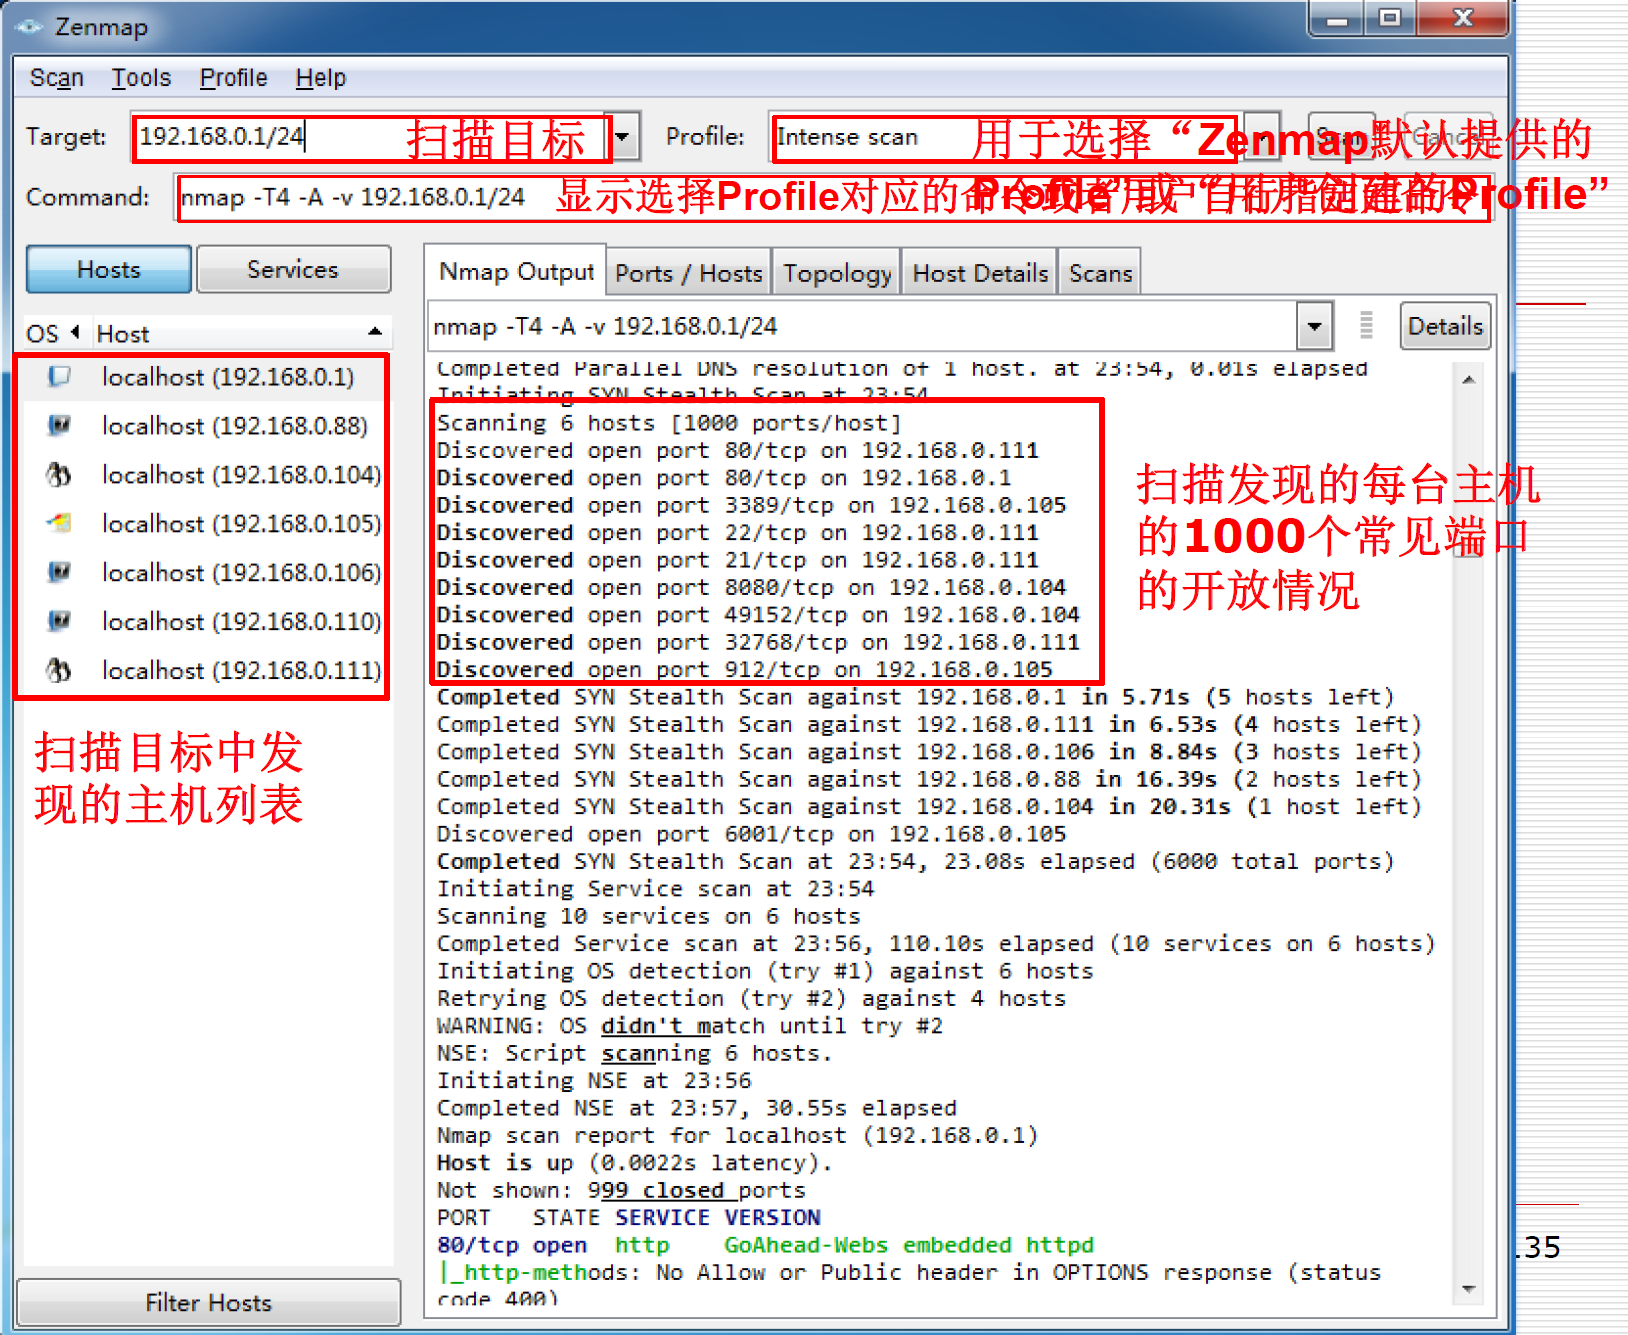 Zenmap
Scan Tools Profile Help
Target: 192.168.0.1/24 扫描目标 Profile: Intense scan 用于选择“Zenmap默认提供的
Profile”或“用户创建的Profile”
Command: nmap -T4 -A -v 192.168.0.1/24 显示选择Profile对应的命令或者用户自行指定的命令
Hosts Services
Nmap Output Ports / Hosts Topology Host Details Scans
nmap -T4 -A -v 192.168.0.1/24 Details
OS Host
localhost (192.168.0.1)
localhost (192.168.0.88)
localhost (192.168.0.104)
localhost (192.168.0.105)
localhost (192.168.0.106)
localhost (192.168.0.110)
localhost (192.168.0.111)
扫描目标中发
现的主机列表
Filter Hosts
Completed Parallel DNS resolution of 1 host. at 23:54, 0.01s elapsed
Initiating SYN Stealth Scan at 23:54
Scanning 6 hosts [1000 ports/host]
Discovered open port 80/tcp on 192.168.0.111
Discovered open port 80/tcp on 192.168.0.1
Discovered open port 3389/tcp on 192.168.0.105
Discovered open port 22/tcp on 192.168.0.111
Discovered open port 21/tcp on 192.168.0.111
Discovered open port 8080/tcp on 192.168.0.104
Discovered open port 49152/tcp on 192.168.0.104
Discovered open port 32768/tcp on 192.168.0.111
Discovered open port 912/tcp on 192.168.0.105
扫描发现的每台主机
的1000个常见端口
的开放情况
Completed SYN Stealth Scan against 192.168.0.1 in 5.71s (5 hosts left)
Completed SYN Stealth Scan against 192.168.0.111 in 6.53s (4 hosts left)
Completed SYN Stealth Scan against 192.168.0.106 in 8.84s (3 hosts left)
Completed SYN Stealth Scan against 192.168.0.88 in 16.39s (2 hosts left)
Completed SYN Stealth Scan against 192.168.0.104 in 20.31s (1 host left)
Discovered open port 6001/tcp on 192.168.0.105
Completed SYN Stealth Scan at 23:54, 23.08s elapsed (6000 total ports)
Initiating Service scan at 23:54
Scanning 10 services on 6 hosts
Completed Service scan at 23:56, 110.10s elapsed (10 services on 6 hosts)
Initiating OS detection (try #1) against 6 hosts
Retrying OS detection (try #2) against 4 hosts
WARNING: OS didn't match until try #2
NSE: Script scanning 6 hosts.
Initiating NSE at 23:56
Completed NSE at 23:57, 30.55s elapsed
Nmap scan report for localhost (192.168.0.1)
Host is up (0.0022s latency).
Not shown: 999 closed ports
PORT STATE SERVICE VERSION
80/tcp open http GoAhead-Webs embedded httpd
|_http-methods: No Allow or Public header in OPTIONS response (status
code 400)
.35